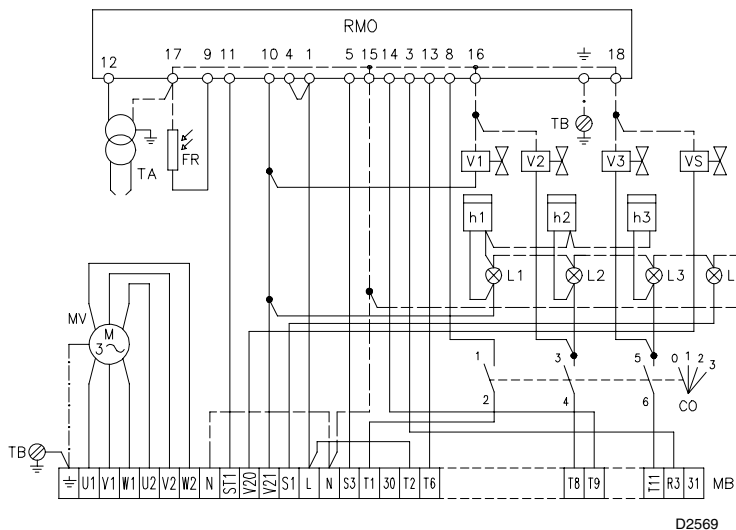 RMO
12 17 9 11 10 4 1 5 15 14 3 13 8 16 18
TB
TA
FR
V1 V2 V3 VS
h1 h2 h3
L1 L2 L3 L
MV
M
3
1 3 5 0 1 2 3
2 4 6 CO
TB
U1 V1 W1 U2 V2 W2 N ST1 V20 V21 S1 L N S3 T1 30 T2 T6 T8 T9 T11 R3 31 MB
D2569